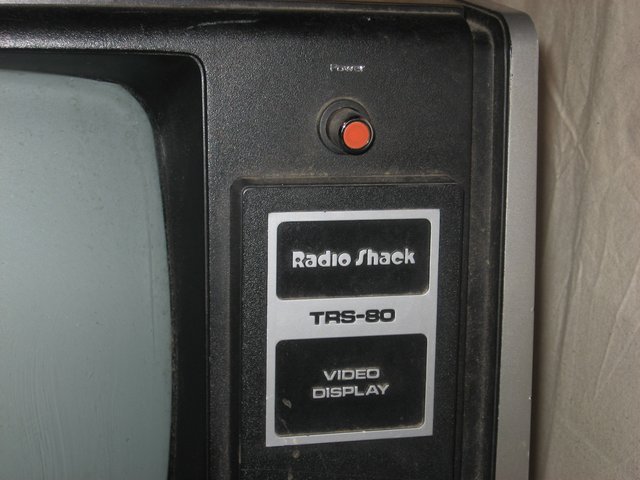 Power
Radio Shack
TRS-80
VIDEO
DISPLAY